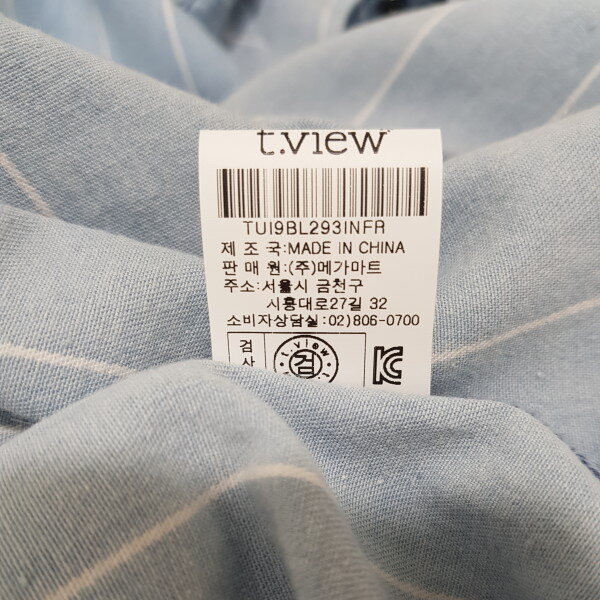 t.view
TUI9BL293INFR
제 조 국:MADE IN CHINA
판 매 원:(주)메가마트
주소:서울시 금천구
시흥대로27길 32
소비자상담실:02)806-0700
검사
t.view
검